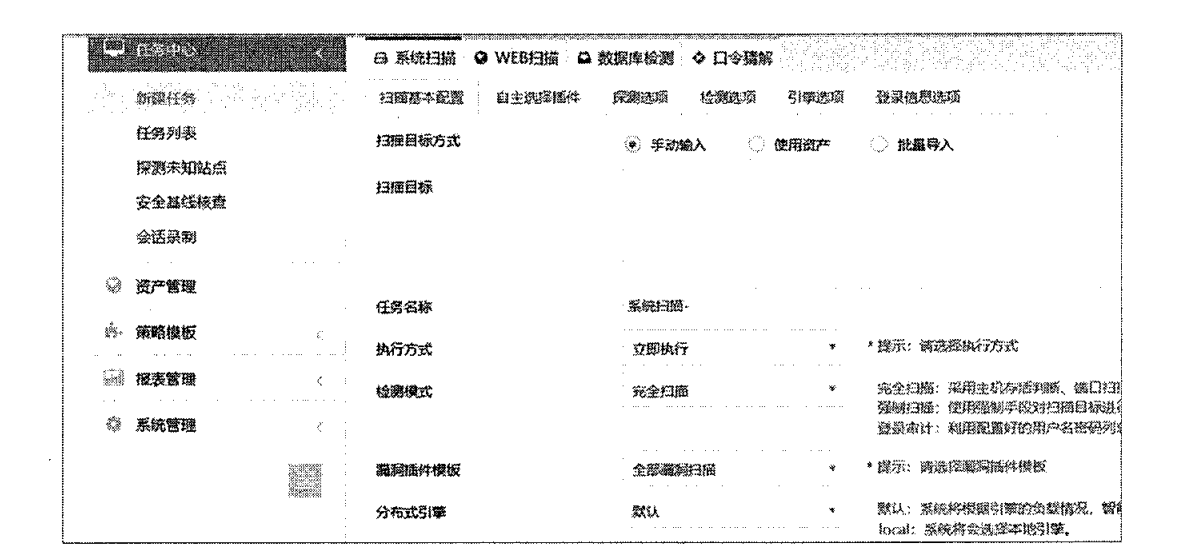 任务中心
系统扫描 WEB扫描 数据库检测 口令猜解
新建任务
扫描基本配置 自主选择插件 探测选项 检测选项 引擎选项 登录信息选项
任务列表
扫描目标方式 手动输入 使用资产 批量导入
探测未知站点
扫描目标
安全基线核查
会话录制
资产管理
任务名称 系统扫描-
策略模板
执行方式 立即执行 * 提示：请选择执行方式
报表管理
检测模式 完全扫描 完全扫描：采用主机存活判断、端口扫
强制扫描：使用强制手段对扫描目标进行
系统管理
登录审计：利用配置好的用户名密码列
漏洞插件模板 全部漏洞扫描 * 提示：请选择漏洞插件模板
分布式引擎 默认 默认：系统将根据引擎的负载情况，智能
local：系统将会选择本地引擎。